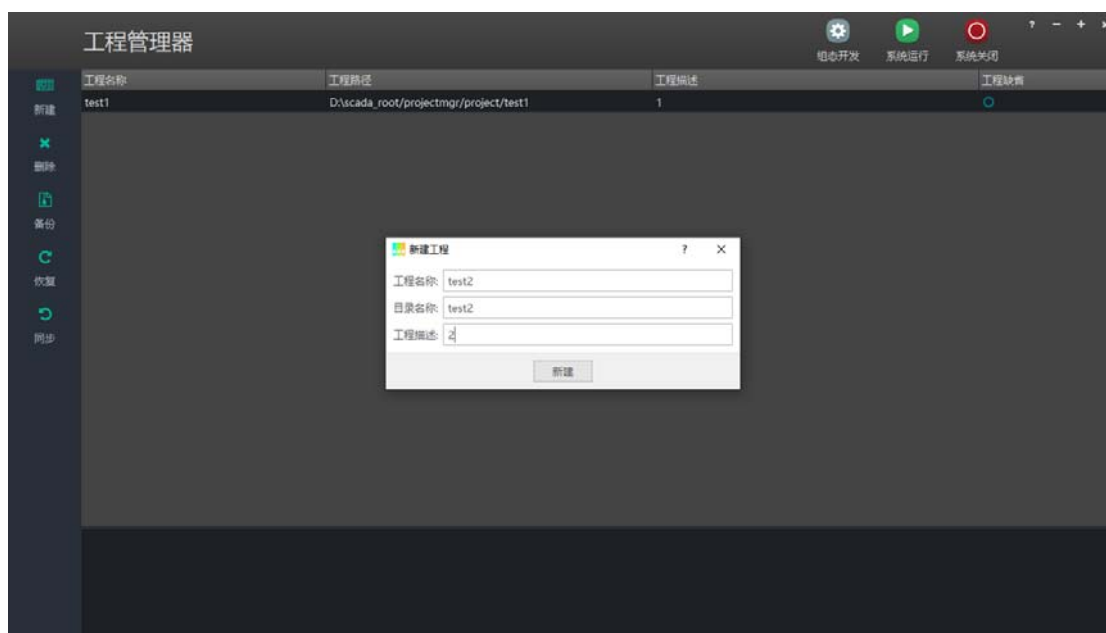 工程管理器
组态开发 系统运行 系统关闭
工程名称 工程路径 工程描述 工程缺省
test1 D:\scada_root/projectmgr/project/test1 1
新建
删除
备份
恢复
同步
新建工程
工程名称: test2
目录名称: test2
工程描述: 2
新建